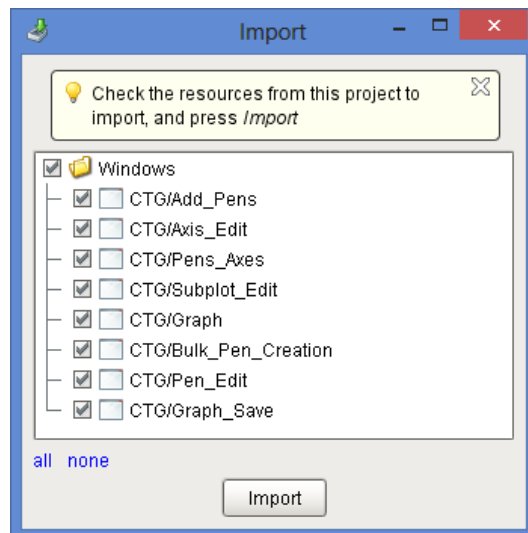 Import
Check the resources from this project to
import, and press Import
Windows
CTG/Add_Pens
CTG/Axis_Edit
CTG/Pens_Axes
CTG/Subplot_Edit
CTG/Graph
CTG/Bulk_Pen_Creation
CTG/Pen_Edit
CTG/Graph_Save
all none
Import